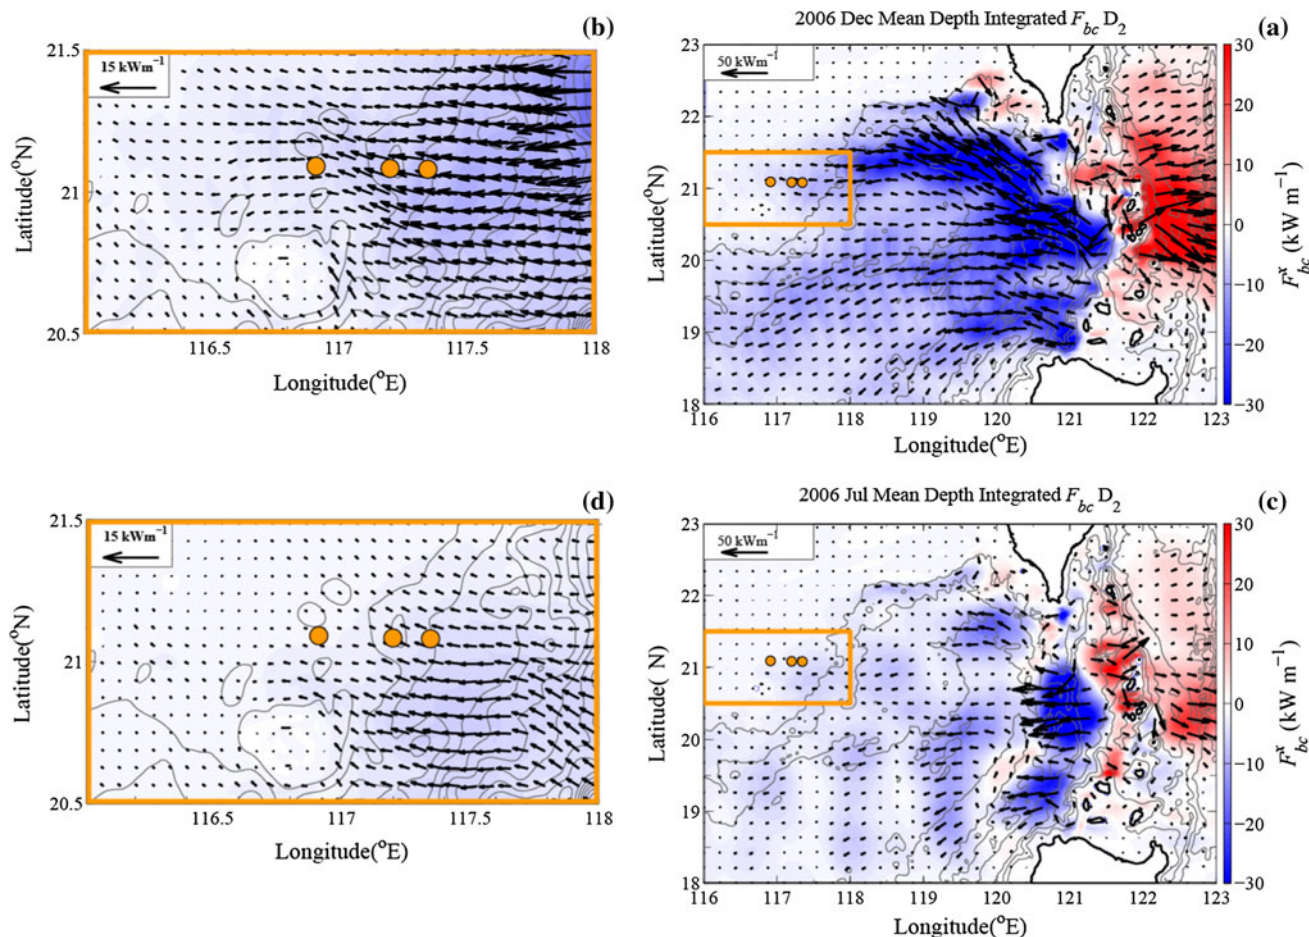 (b)
21.5
15 kWm⁻¹
Latitude(°N)
21
20.5
116.5
117
117.5
118
Longitude(°E)
(a)
2006 Dec Mean Depth Integrated F_bc D₂
23
50 kWm⁻¹
22
21
20
19
18
Latitude(°N)
116
117
118
119
120
121
122
123
Longitude(°E)
30
20
10
0
−10
−20
−30
F^x_bc (kW m⁻¹)
(d)
21.5
15 kWm⁻¹
Latitude(°N)
21
20.5
116.5
117
117.5
118
Longitude(°E)
(c)
2006 Jul Mean Depth Integrated F_bc D₂
23
50 kWm⁻¹
22
21
20
19
18
Latitude(° N)
116
117
118
119
120
121
122
123
Longitude(°E)
30
20
10
0
−10
−20
−30
F^x_bc (kW m⁻¹)